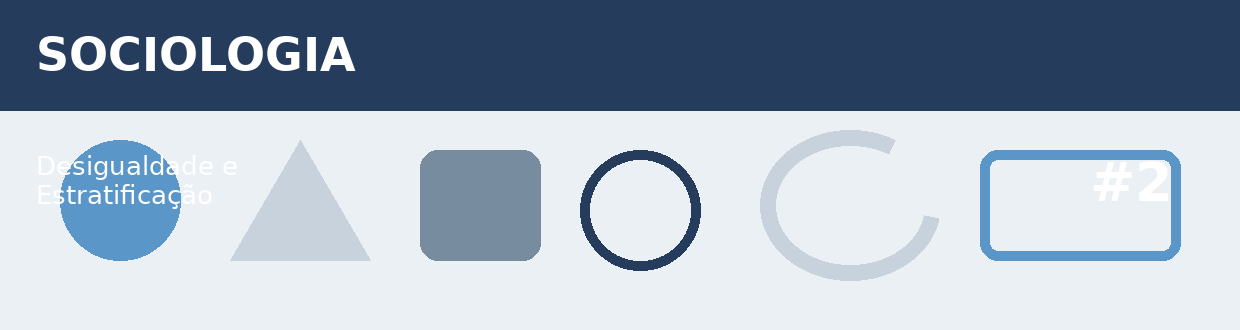 SOCIOLOGIA
Desigualdade e
Estratificação
#2